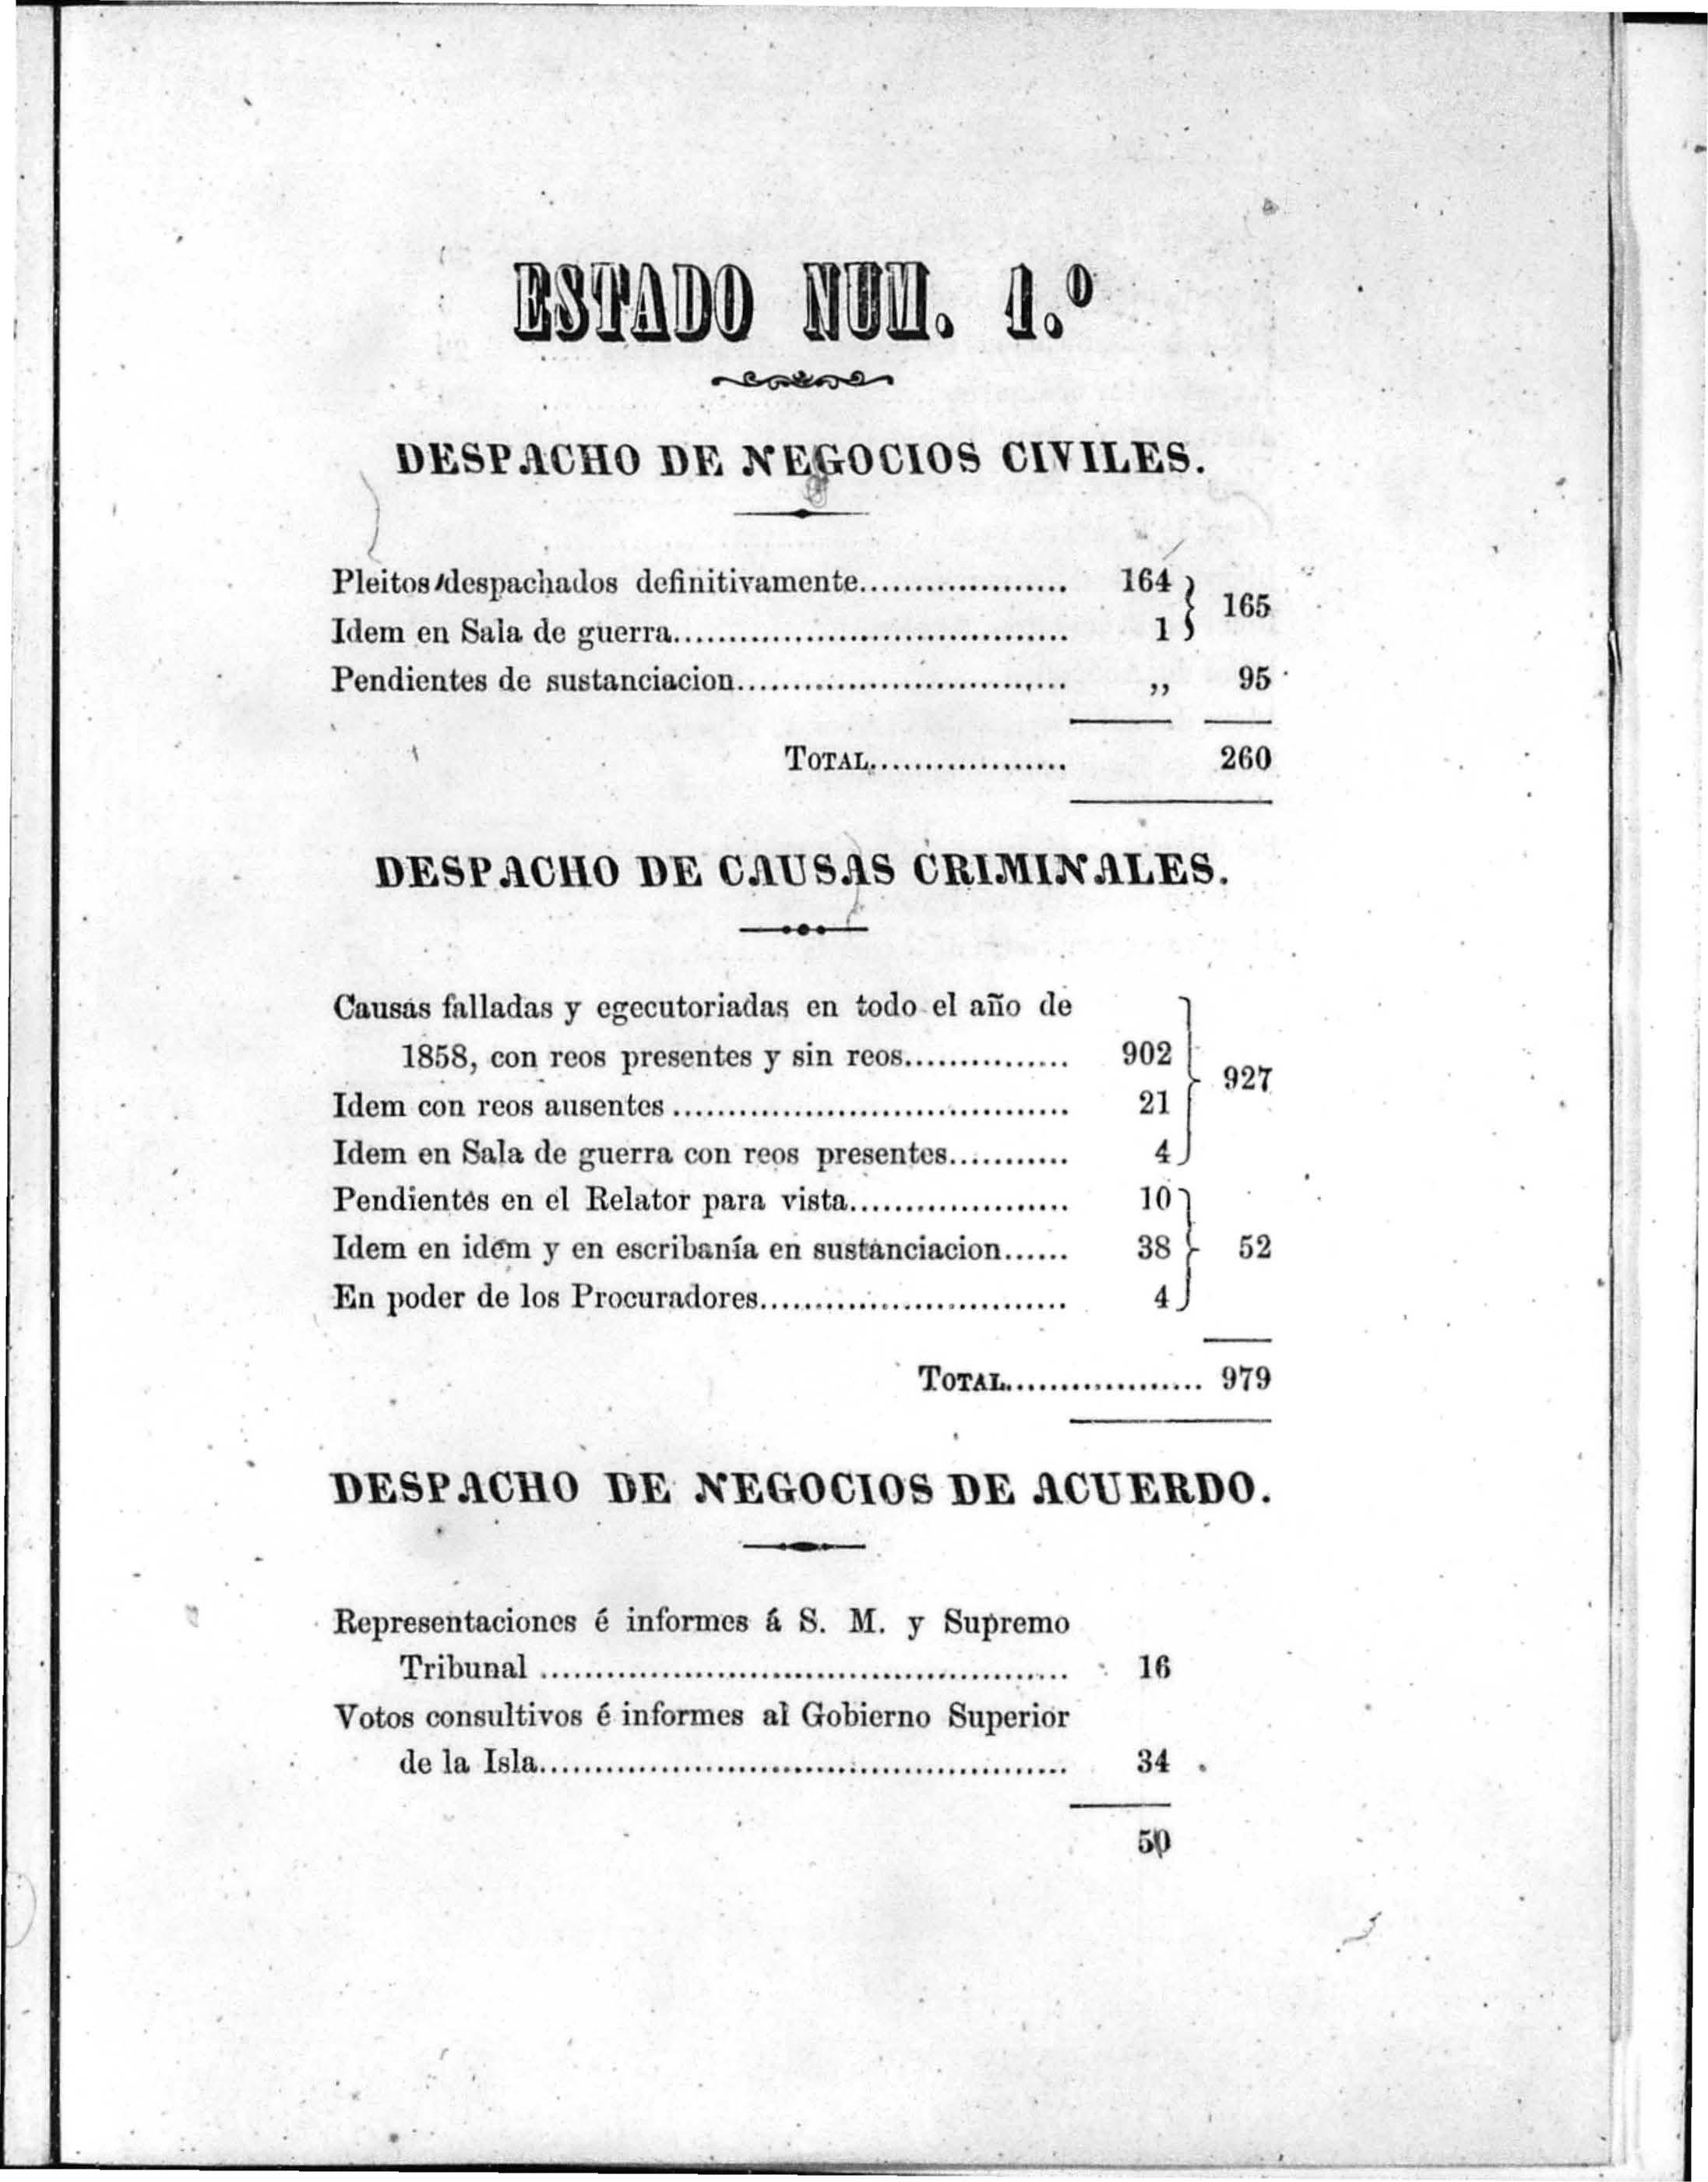 ESTADO NUM. 1.º
DESPACHO DE NEGOCIOS CIVILES.
Pleitos despachados definitivamente................... 164 } 165
Idem en Sala de guerra.................................... 1
Pendientes de sustanciacion.............................. ,, 95
TOTAL.................. 260
DESPACHO DE CAUSAS CRIMINALES.
Causas falladas y egecutoriadas en todo el año de
1858, con reos presentes y sin reos............... 902 } 927
Idem con reos ausentes .................................... 21
Idem en Sala de guerra con reos presentes........... 4
Pendientes en el Relator para vista.................... 10
Idem en idem y en escribanía en sustanciacion...... 38 } 52
En poder de los Procuradores............................ 4
TOTAL.................. 979
DESPACHO DE NEGOCIOS DE ACUERDO.
Representaciones é informes á S. M. y Supremo
Tribunal ................................................ 16
Votos consultivos é informes al Gobierno Superior
de la Isla................................................ 34
50